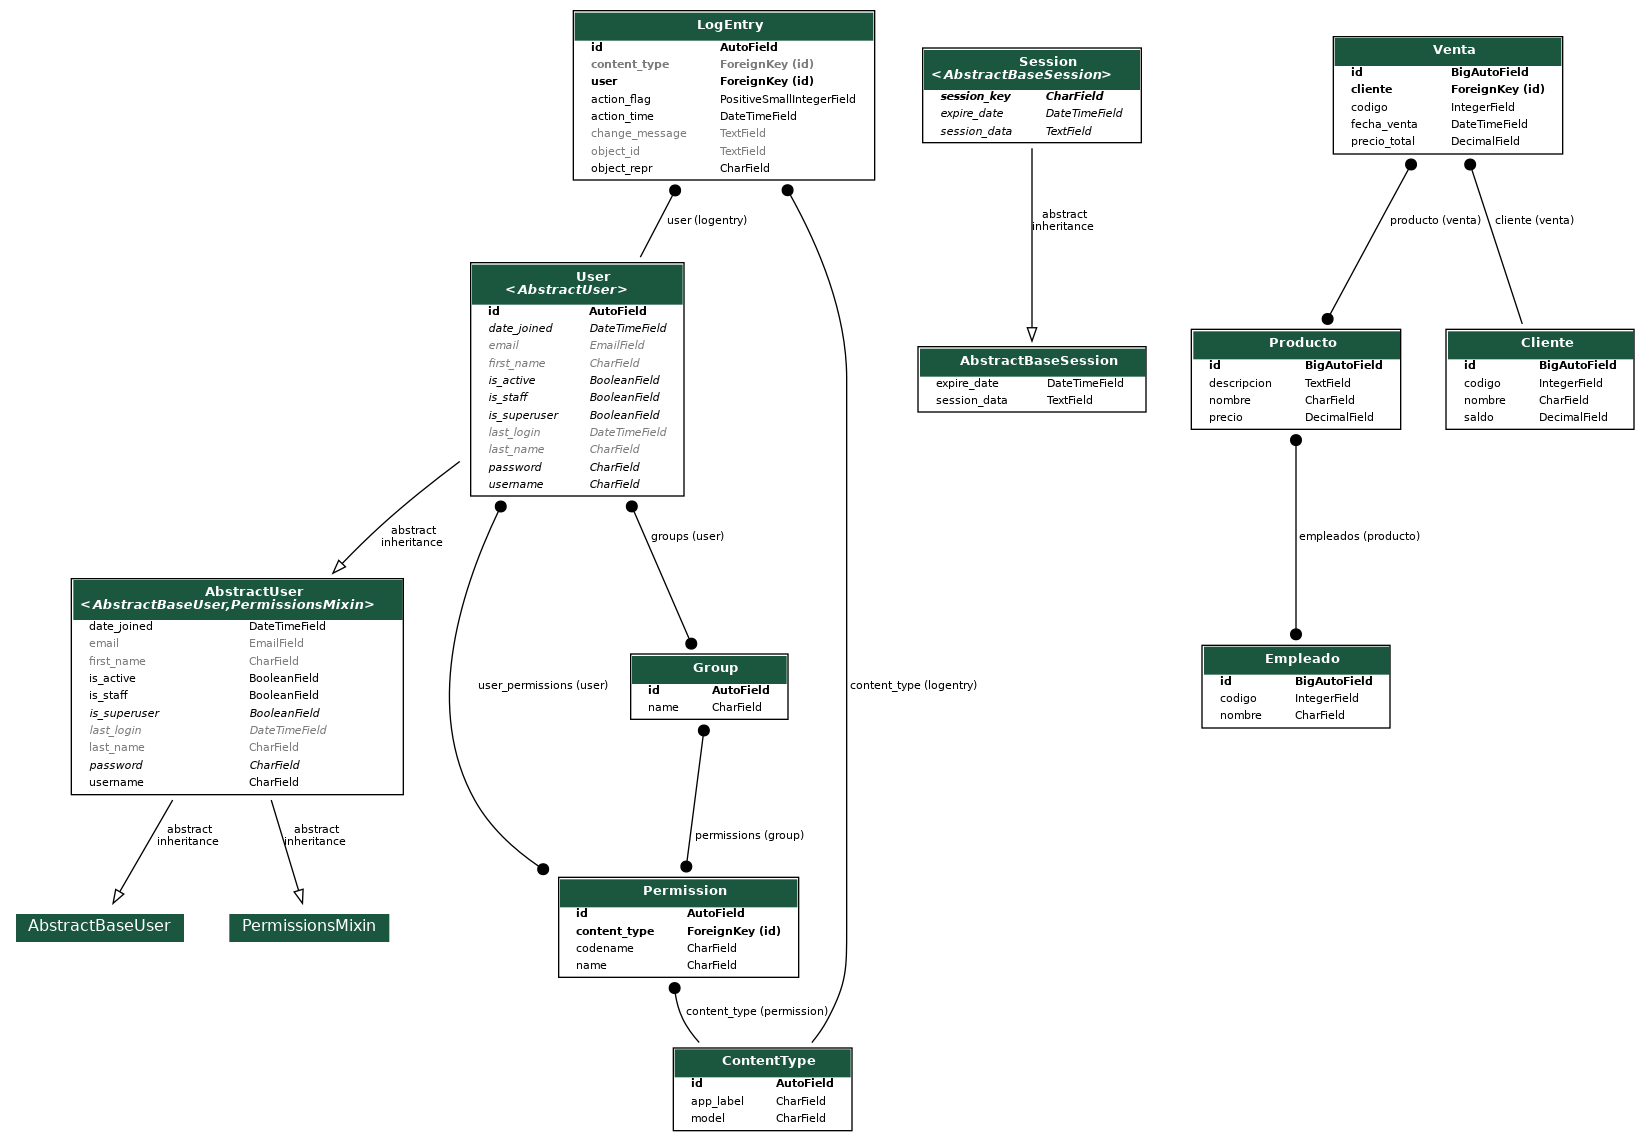 LogEntry
id AutoField
content_type ForeignKey (id)
user ForeignKey (id)
action_flag PositiveSmallIntegerField
action_time DateTimeField
change_message TextField
object_id TextField
object_repr CharField
Session
<AbstractBaseSession>
session_key CharField
expire_date DateTimeField
session_data TextField
Venta
id BigAutoField
cliente ForeignKey (id)
codigo IntegerField
fecha_venta DateTimeField
precio_total DecimalField
user (logentry)
abstract
inheritance
producto (venta)
cliente (venta)
User
<AbstractUser>
id AutoField
date_joined DateTimeField
email EmailField
first_name CharField
is_active BooleanField
is_staff BooleanField
is_superuser BooleanField
last_login DateTimeField
last_name CharField
password CharField
username CharField
AbstractBaseSession
expire_date DateTimeField
session_data TextField
Producto
id BigAutoField
descripcion TextField
nombre CharField
precio DecimalField
Cliente
id BigAutoField
codigo IntegerField
nombre CharField
saldo DecimalField
abstract
inheritance
groups (user)
empleados (producto)
AbstractUser
<AbstractBaseUser,PermissionsMixin>
date_joined DateTimeField
email EmailField
first_name CharField
is_active BooleanField
is_staff BooleanField
is_superuser BooleanField
last_login DateTimeField
last_name CharField
password CharField
username CharField
user_permissions (user)
Group
id AutoField
name CharField
content_type (logentry)
Empleado
id BigAutoField
codigo IntegerField
nombre CharField
abstract
inheritance
abstract
inheritance
permissions (group)
AbstractBaseUser
PermissionsMixin
Permission
id AutoField
content_type ForeignKey (id)
codename CharField
name CharField
content_type (permission)
ContentType
id AutoField
app_label CharField
model CharField